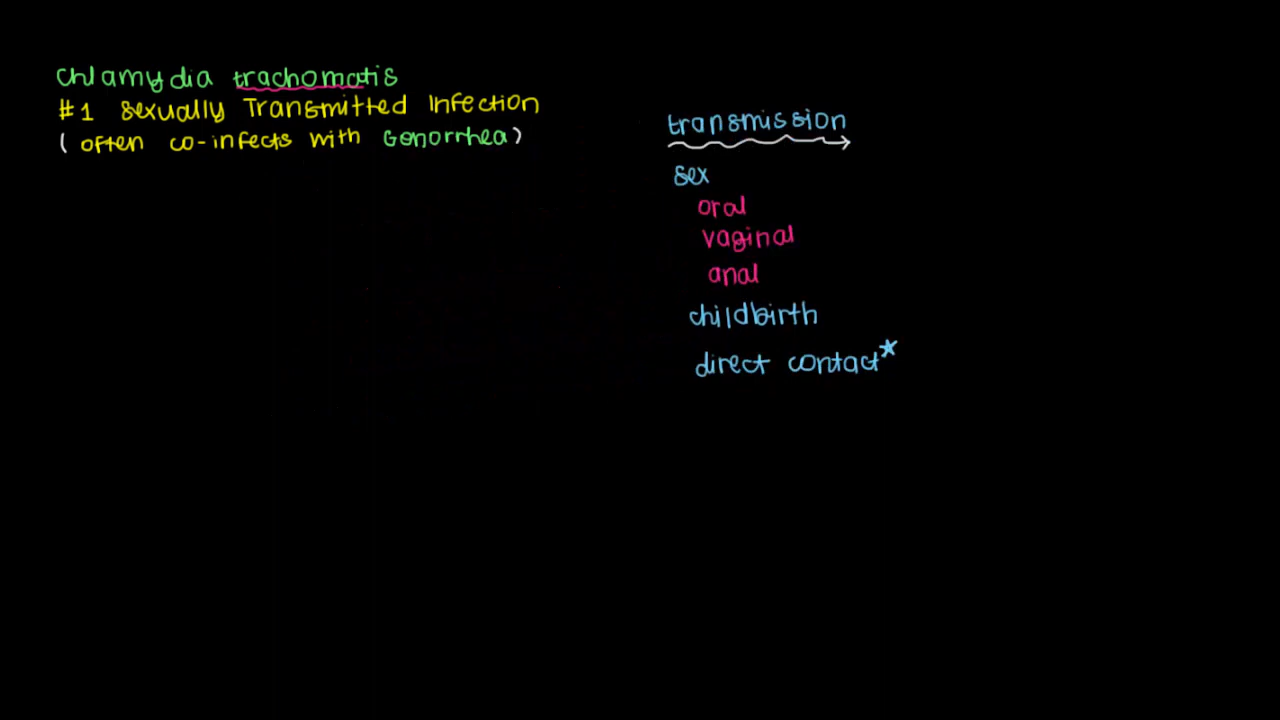 chlamydia trachomatis
#1 sexually Transmitted Infection
(often co-infects with Gonorrhea)
transmission
sex
oral
vaginal
anal
childbirth
direct contact*